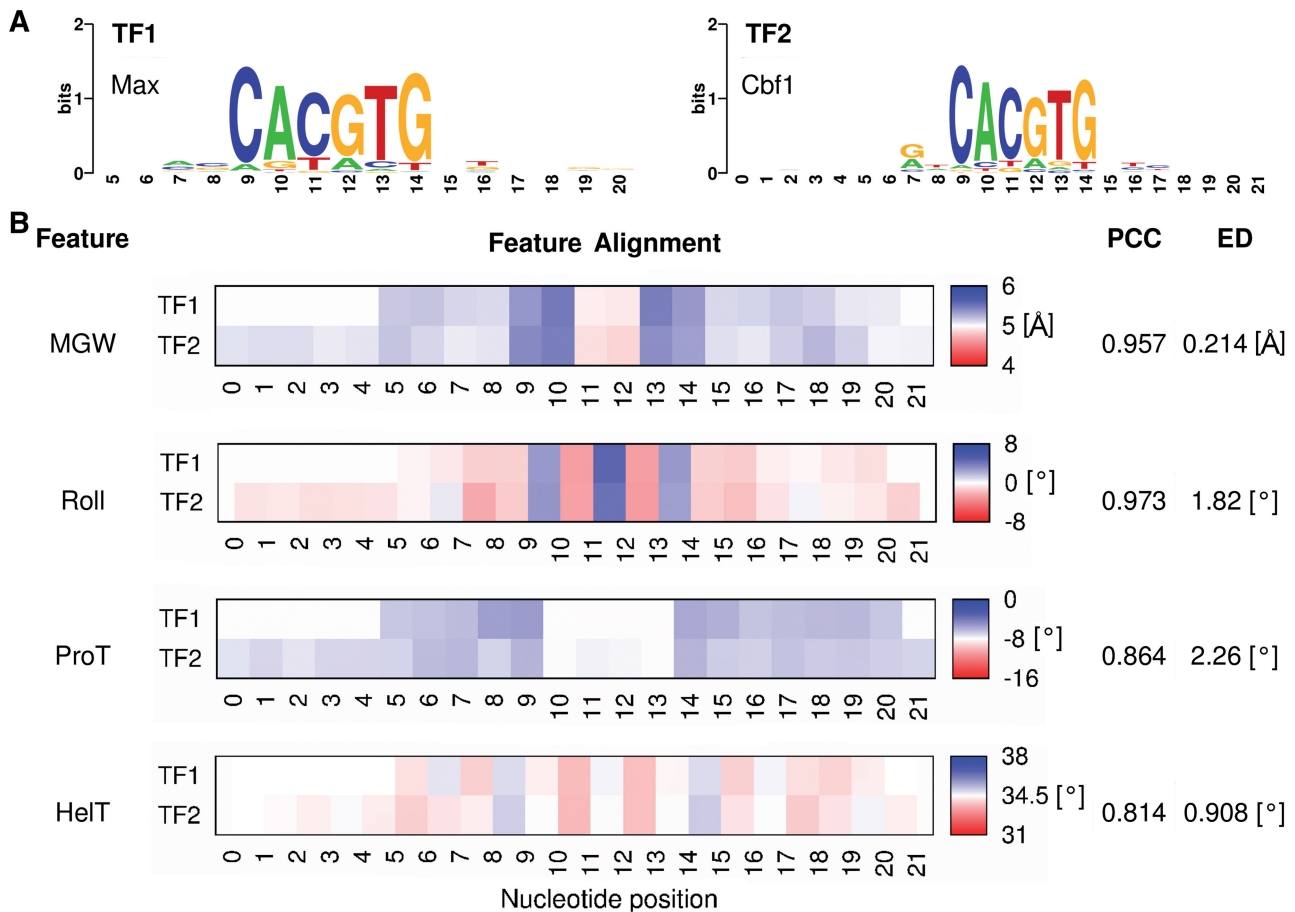 A
2
1
0
bits
TF1
Max
CACGTG
5 6 7 8 9 10 11 12 13 14 15 16 17 18 19 20
2
1
0
bits
TF2
Cbf1
CACGTG
0 1 2 3 4 5 6 7 8 9 10 11 12 13 14 15 16 17 18 19 20 21
B
Feature Feature Alignment PCC ED
MGW
TF1
TF2
6
5 [Å]
4
0.957 0.214 [Å]
0 1 2 3 4 5 6 7 8 9 10 11 12 13 14 15 16 17 18 19 20 21
Roll
TF1
TF2
8
0 [°]
-8
0.973 1.82 [°]
0 1 2 3 4 5 6 7 8 9 10 11 12 13 14 15 16 17 18 19 20 21
ProT
TF1
TF2
0
-8 [°]
-16
0.864 2.26 [°]
0 1 2 3 4 5 6 7 8 9 10 11 12 13 14 15 16 17 18 19 20 21
HelT
TF1
TF2
38
34.5 [°]
31
0.814 0.908 [°]
0 1 2 3 4 5 6 7 8 9 10 11 12 13 14 15 16 17 18 19 20 21
Nucleotide position